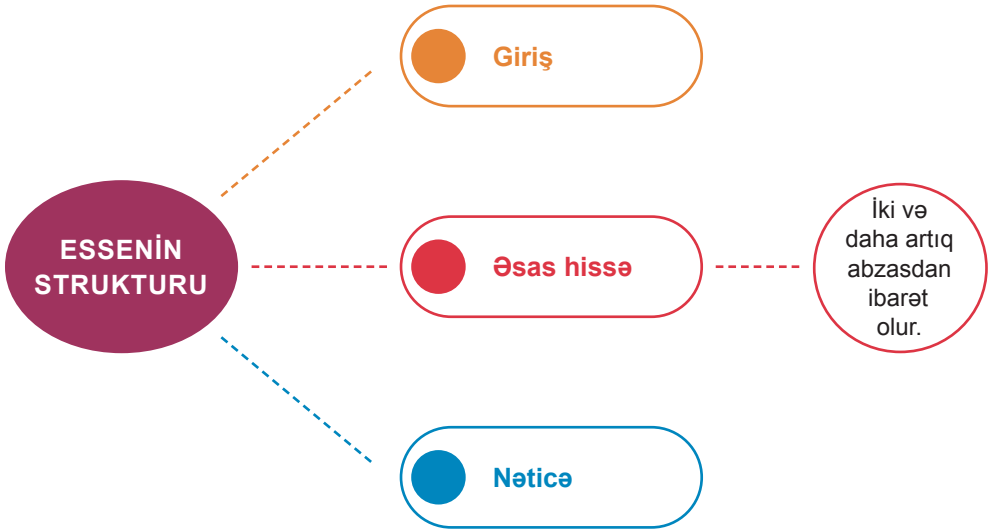 Giriş
ESSENİN
STRUKTURU
Əsas hissə
İki və
daha artıq
abzasdan
ibarət
olur.
Nəticə